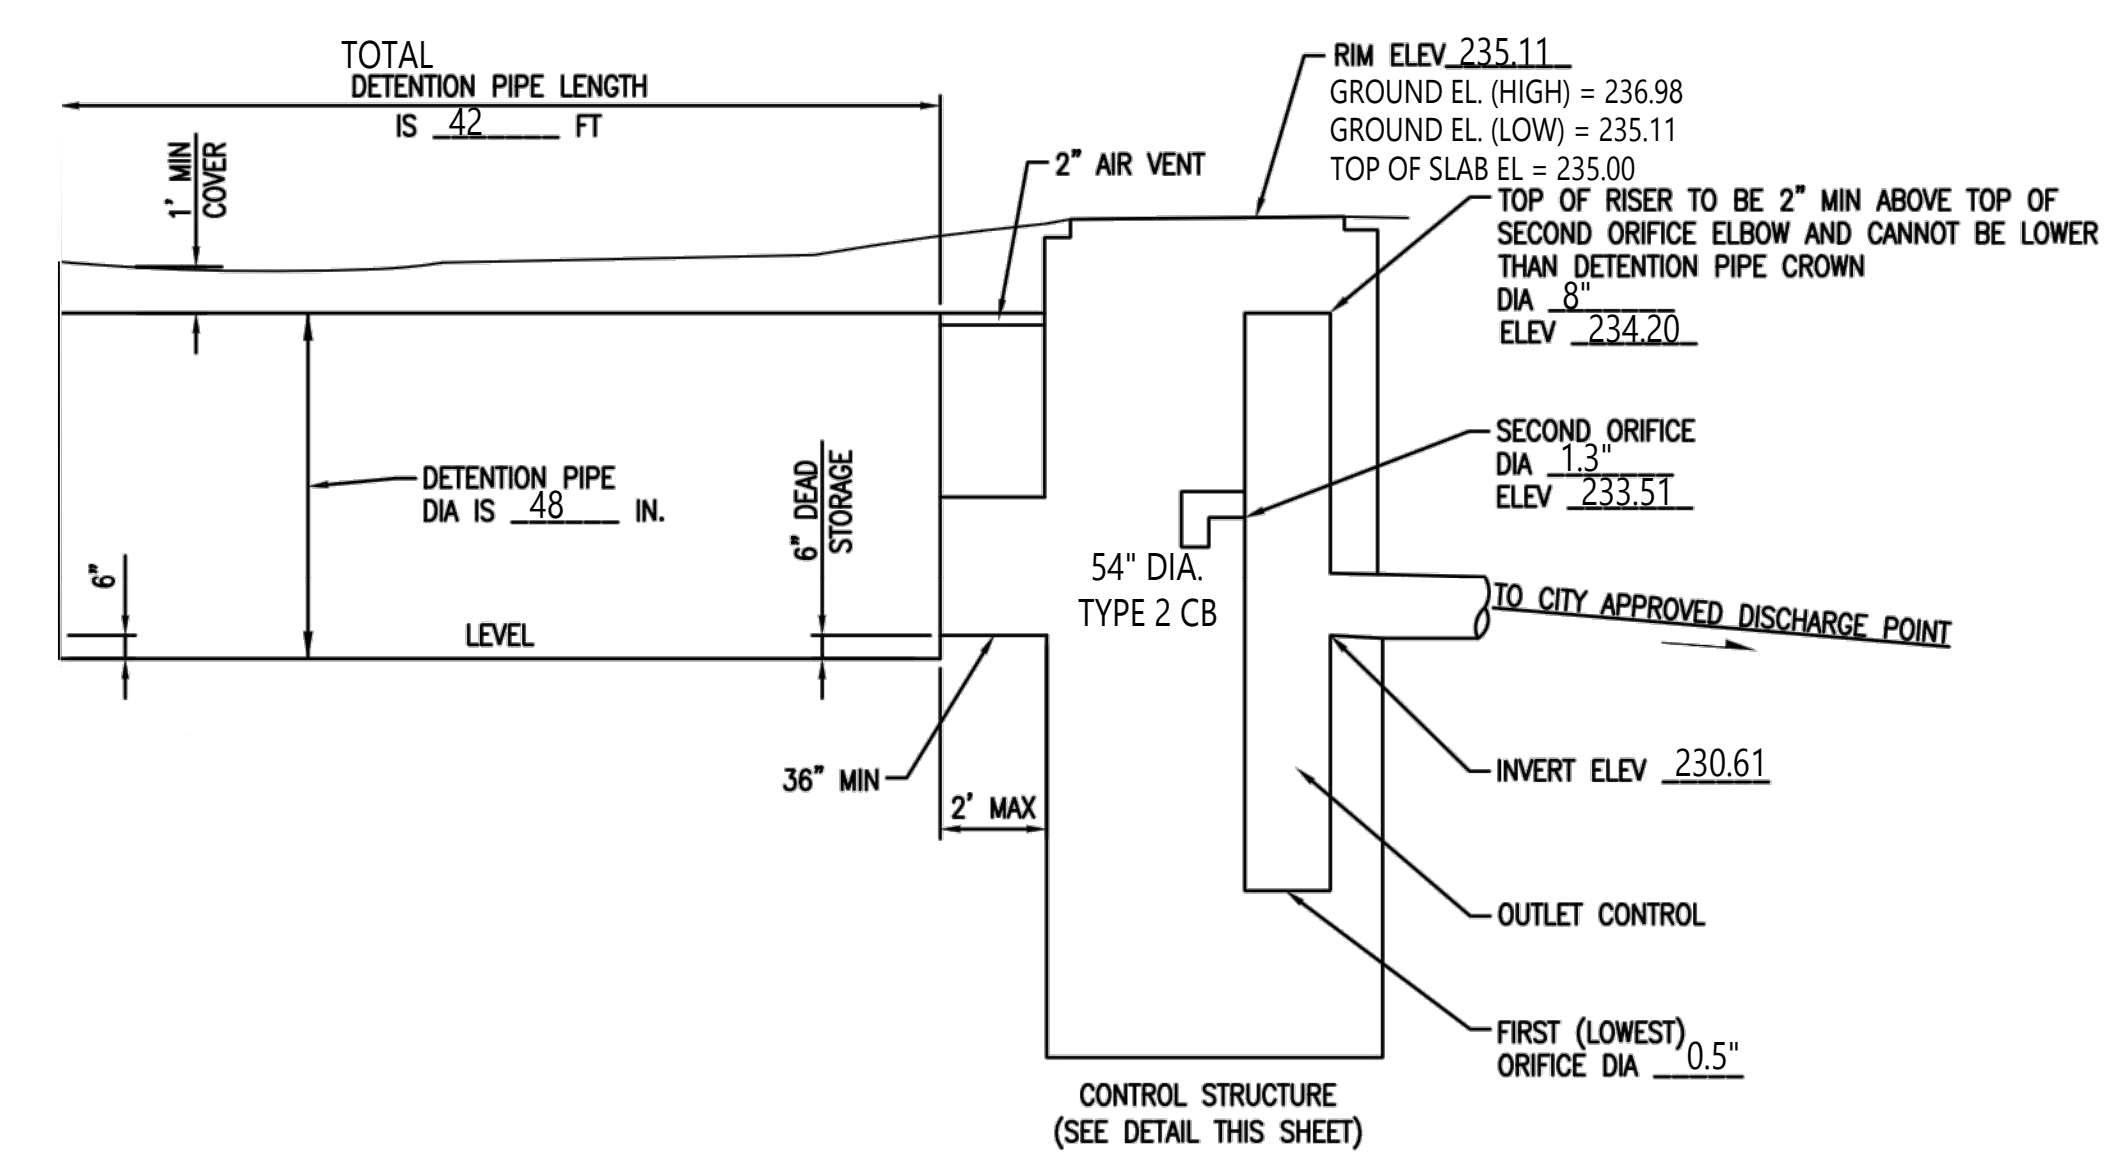 TOTAL
DETENTION PIPE LENGTH
IS 42 FT
1' MIN
COVER
2" AIR VENT
RIM ELEV 235.11
GROUND EL. (HIGH) = 236.98
GROUND EL. (LOW) = 235.11
TOP OF SLAB EL = 235.00
TOP OF RISER TO BE 2" MIN ABOVE TOP OF
SECOND ORIFICE ELBOW AND CANNOT BE LOWER
THAN DETENTION PIPE CROWN
DIA 8"
ELEV 234.20
SECOND ORIFICE
DIA 1.3"
ELEV 233.51
DETENTION PIPE
DIA IS 48 IN.
6" DEAD
STORAGE
6"
LEVEL
54" DIA.
TYPE 2 CB
TO CITY APPROVED DISCHARGE POINT
36" MIN
2' MAX
INVERT ELEV 230.61
OUTLET CONTROL
FIRST (LOWEST)
ORIFICE DIA 0.5"
CONTROL STRUCTURE
(SEE DETAIL THIS SHEET)